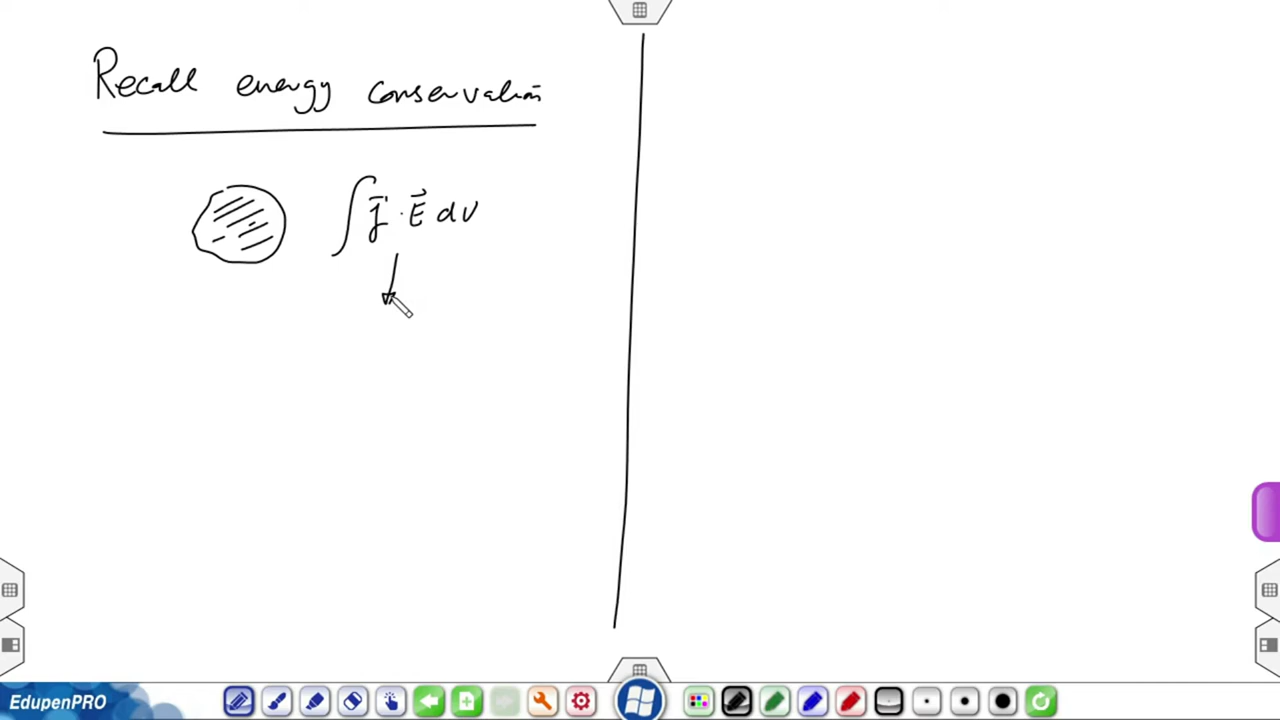 Recall energy conservation
∫ j⃗ · E⃗ dV
EdupenPRO